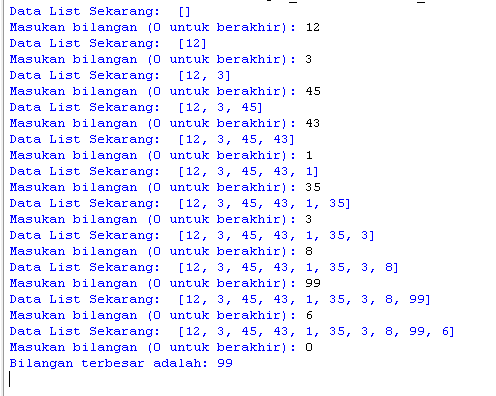 Data List Sekarang:  []
Masukan bilangan (0 untuk berakhir): 12
Data List Sekarang:  [12]
Masukan bilangan (0 untuk berakhir): 3
Data List Sekarang:  [12, 3]
Masukan bilangan (0 untuk berakhir): 45
Data List Sekarang:  [12, 3, 45]
Masukan bilangan (0 untuk berakhir): 43
Data List Sekarang:  [12, 3, 45, 43]
Masukan bilangan (0 untuk berakhir): 1
Data List Sekarang:  [12, 3, 45, 43, 1]
Masukan bilangan (0 untuk berakhir): 35
Data List Sekarang:  [12, 3, 45, 43, 1, 35]
Masukan bilangan (0 untuk berakhir): 3
Data List Sekarang:  [12, 3, 45, 43, 1, 35, 3]
Masukan bilangan (0 untuk berakhir): 8
Data List Sekarang:  [12, 3, 45, 43, 1, 35, 3, 8]
Masukan bilangan (0 untuk berakhir): 99
Data List Sekarang:  [12, 3, 45, 43, 1, 35, 3, 8, 99]
Masukan bilangan (0 untuk berakhir): 6
Data List Sekarang:  [12, 3, 45, 43, 1, 35, 3, 8, 99, 6]
Masukan bilangan (0 untuk berakhir): 0
Bilangan terbesar adalah: 99